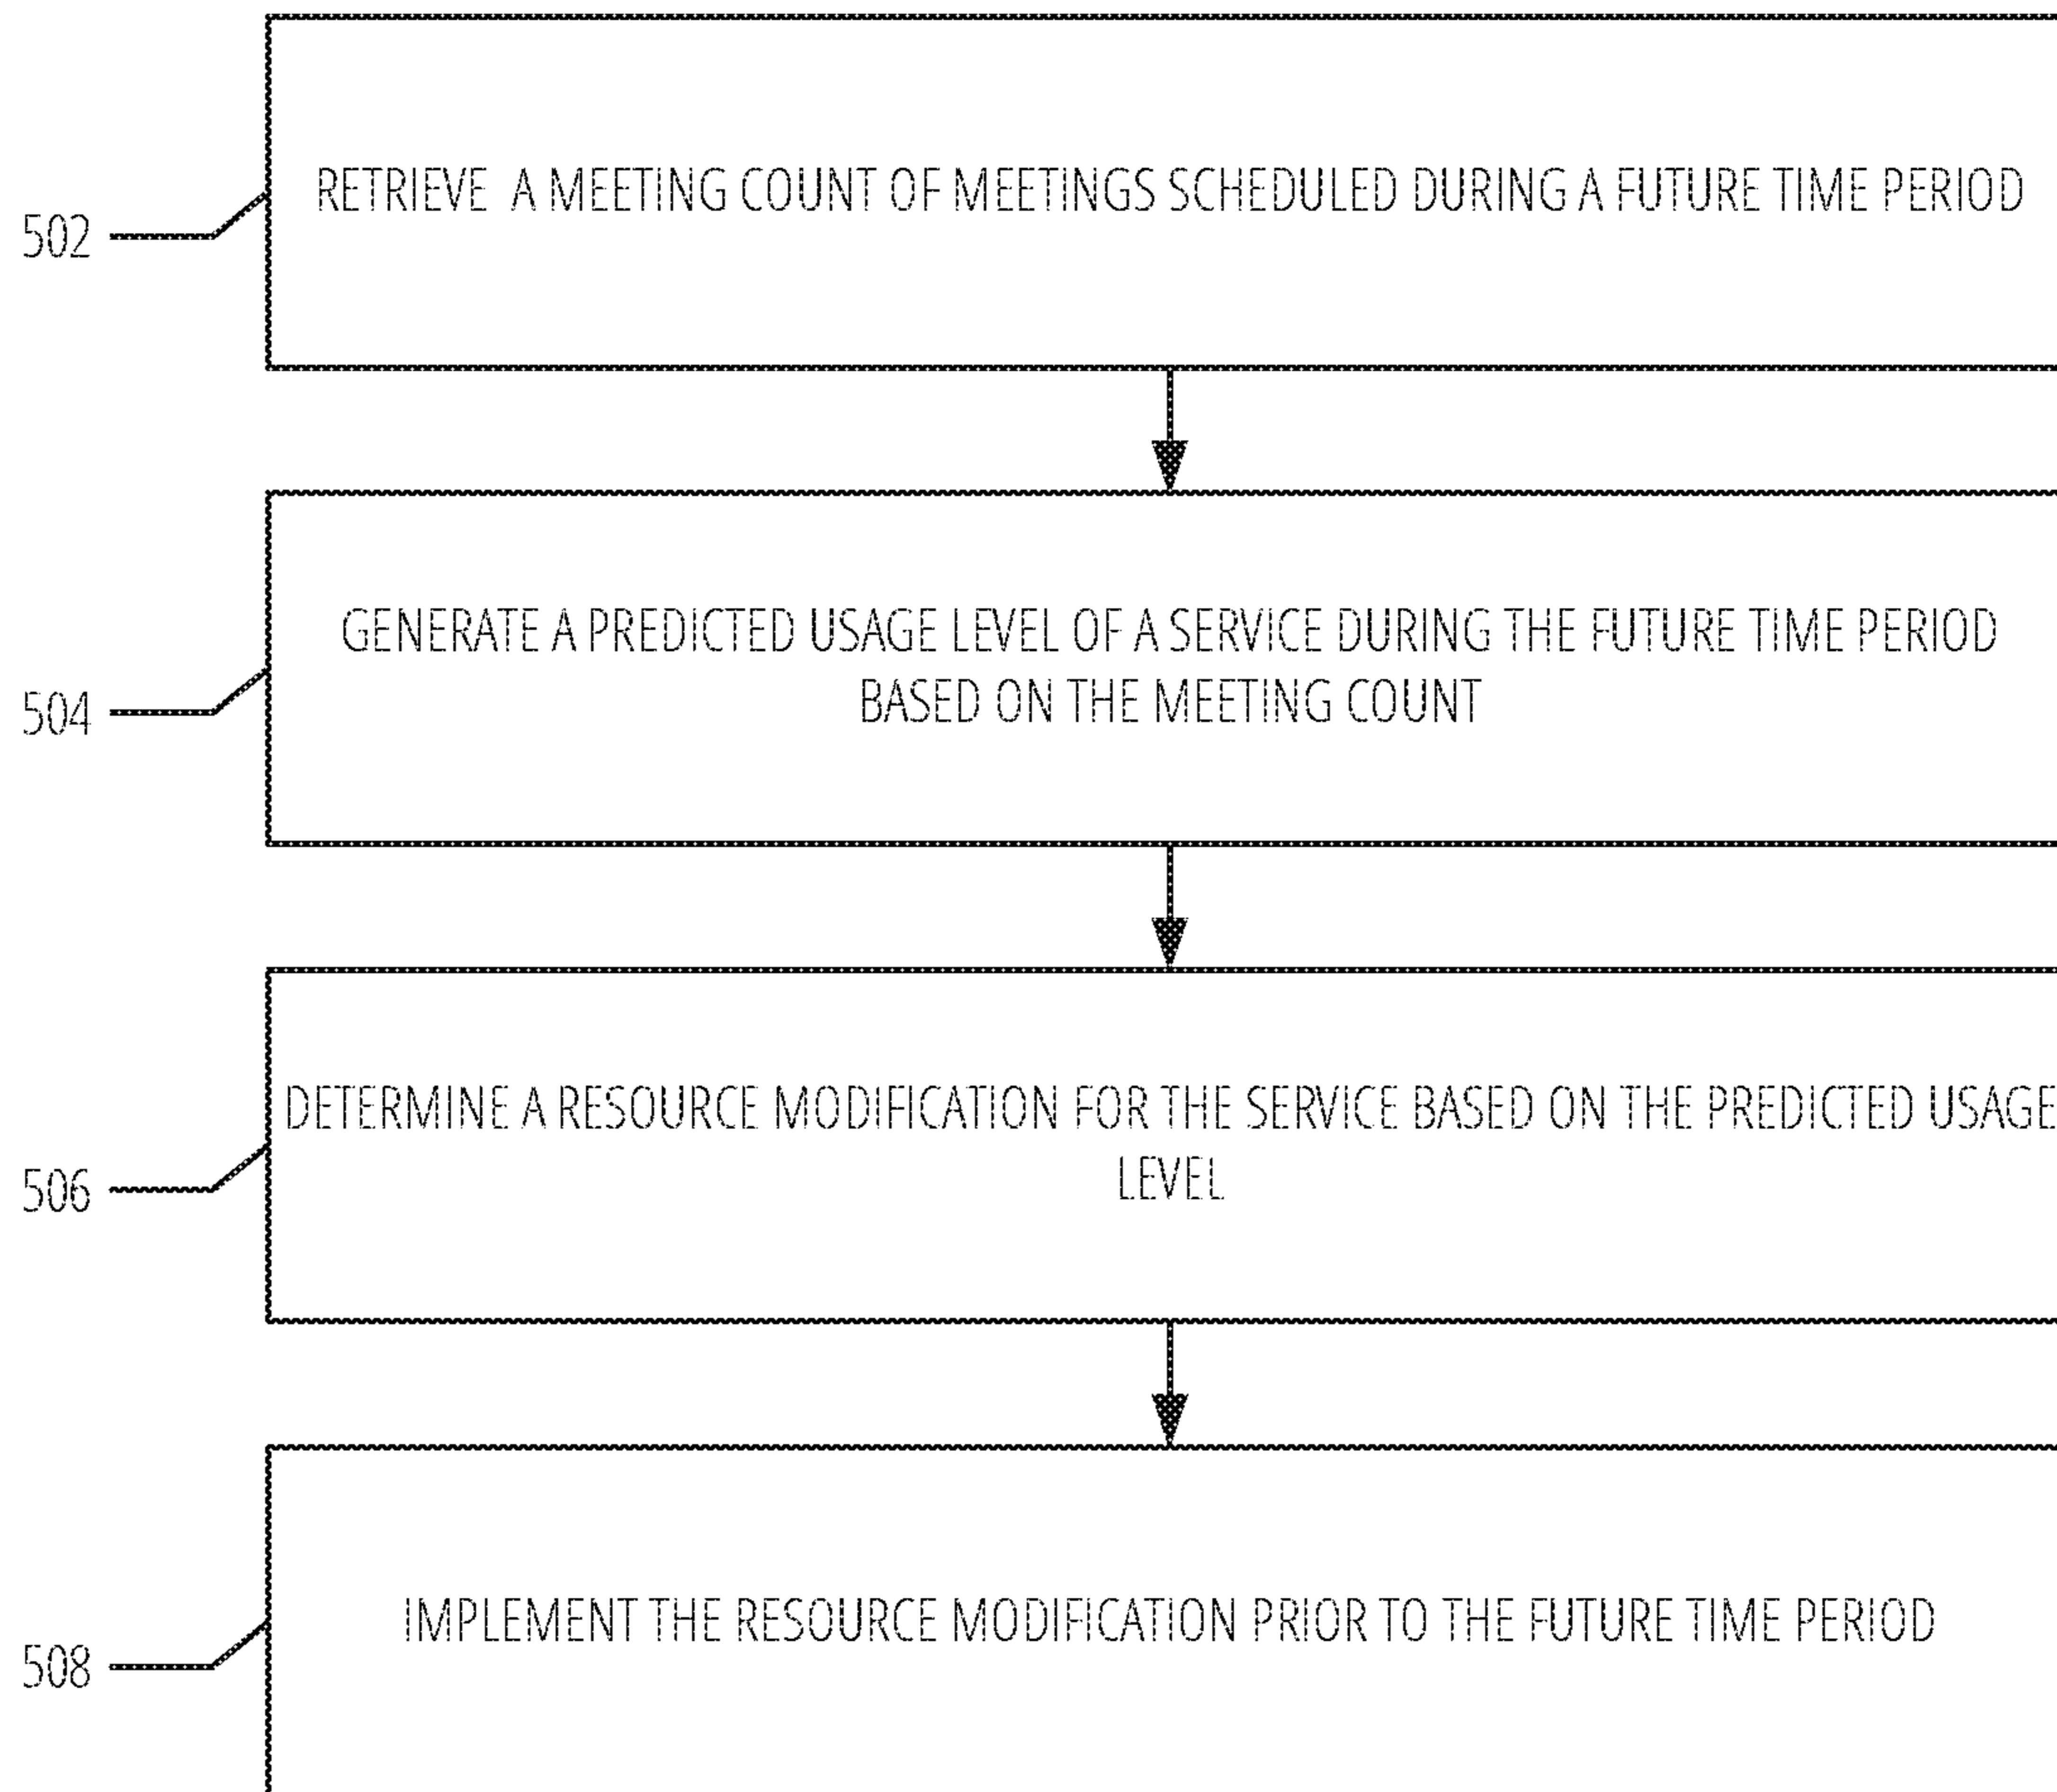 RETRIEVE A MEETING COUNT OF MEETINGS SCHEDULED DURING A FUTURE TIME PERIOD
502
GENERATE A PREDICTED USAGE LEVEL OF A SERVICE DURING THE FUTURE TIME PERIOD
BASED ON THE MEETING COUNT
504
DETERMINE A RESOURCE MODIFICATION FOR THE SERVICE BASED ON THE PREDICTED USAGE
LEVEL
506
IMPLEMENT THE RESOURCE MODIFICATION PRIOR TO THE FUTURE TIME PERIOD
508